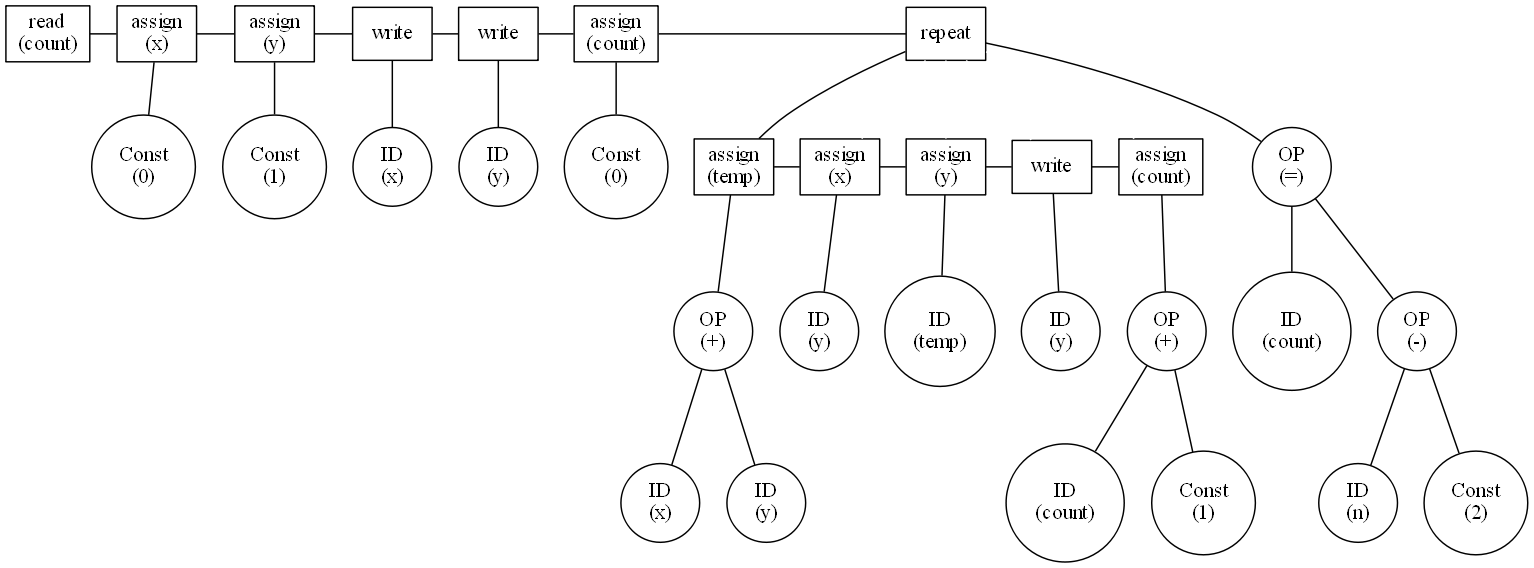 read
(count)
assign
(x)
assign
(y)
write
write
assign
(count)
repeat
Const
(0)
Const
(1)
ID
(x)
ID
(y)
Const
(0)
assign
(temp)
assign
(x)
assign
(y)
write
assign
(count)
OP
(=)
OP
(+)
ID
(y)
ID
(temp)
ID
(y)
OP
(+)
ID
(count)
OP
(-)
ID
(x)
ID
(y)
ID
(count)
Const
(1)
ID
(n)
Const
(2)